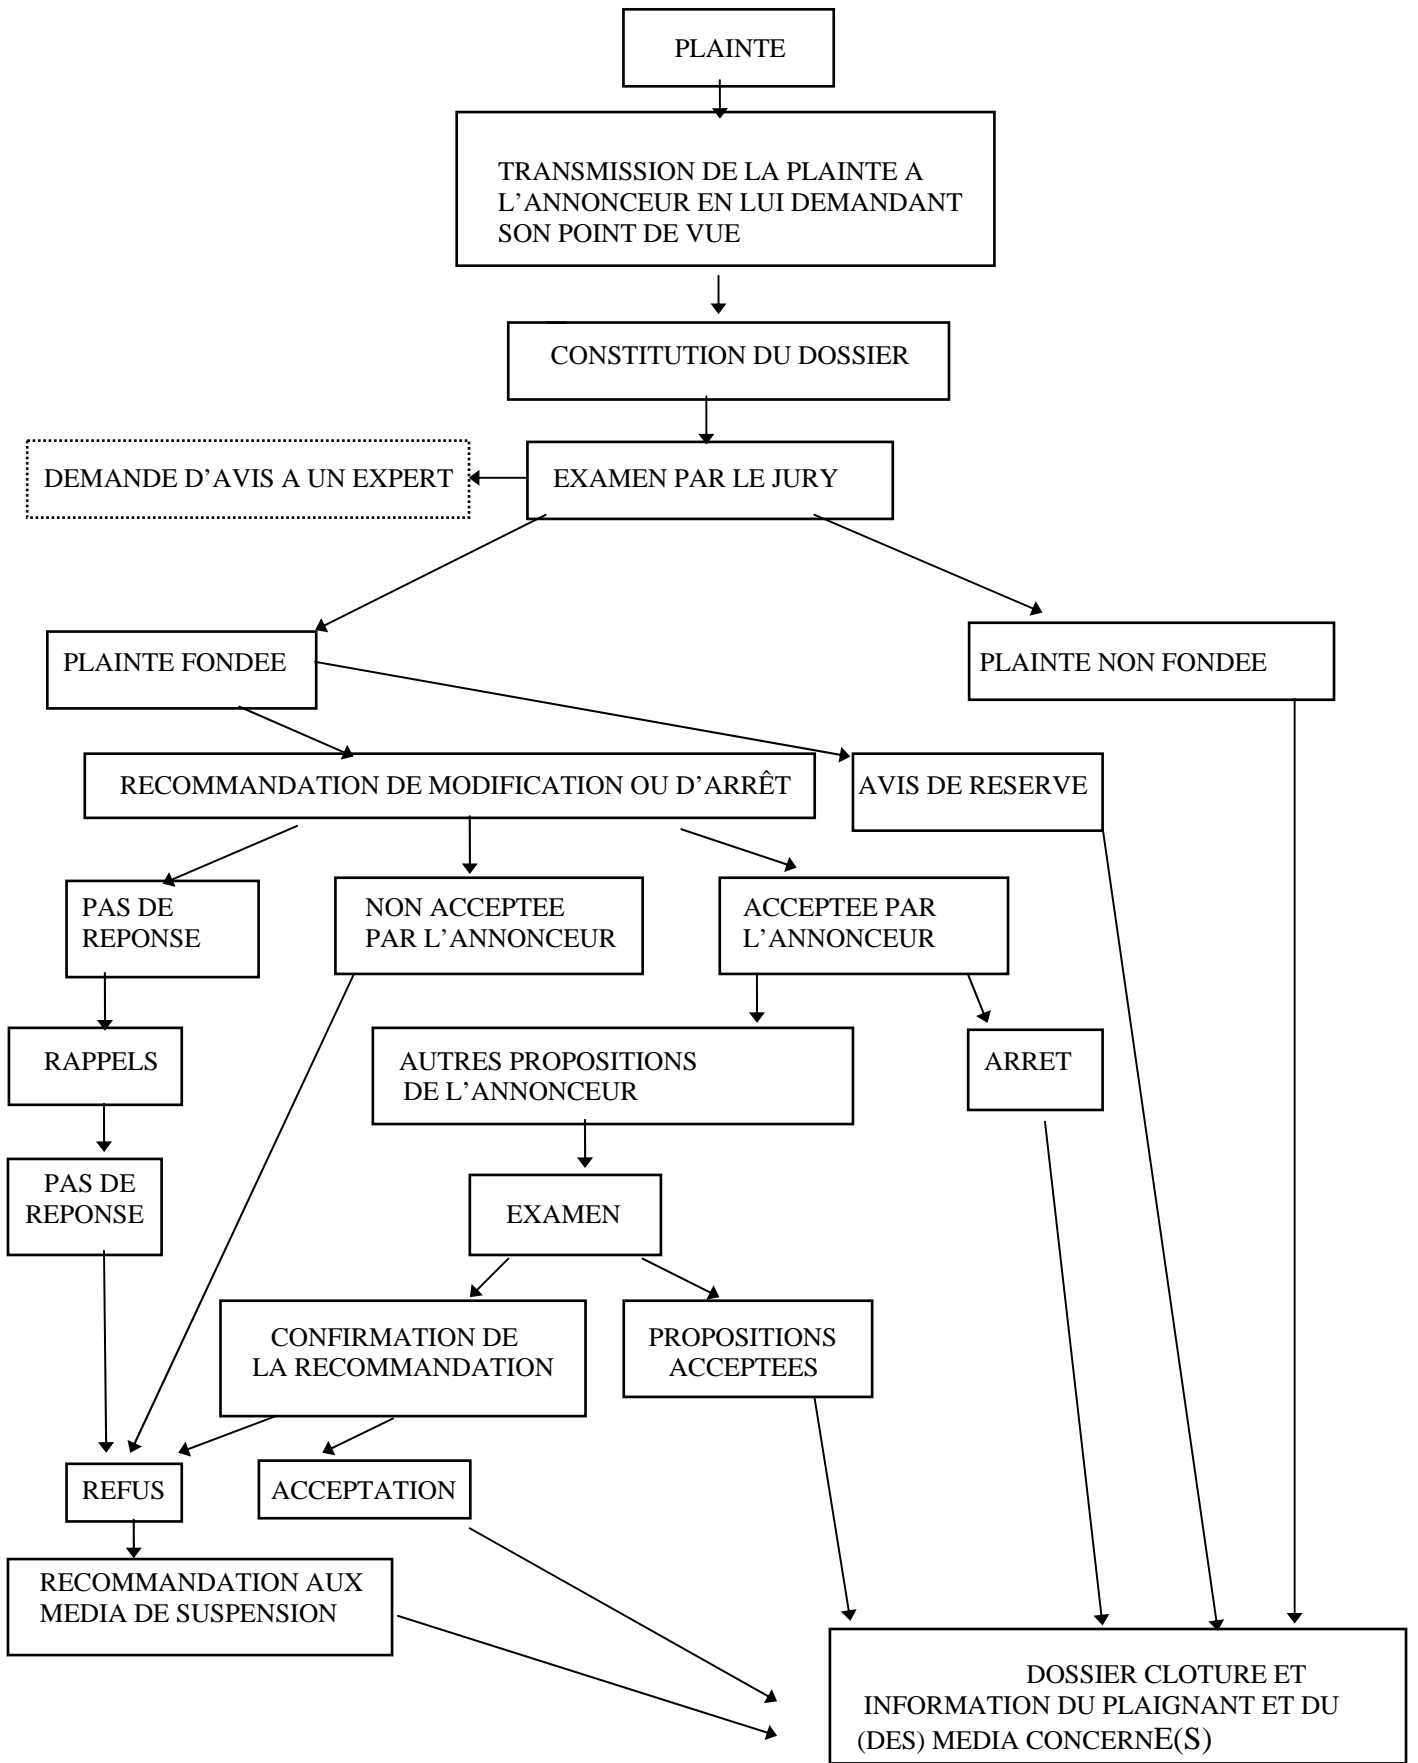 PLAINTE
TRANSMISSION DE LA PLAINTE A
L’ANNONCEUR EN LUI DEMANDANT
SON POINT DE VUE
CONSTITUTION DU DOSSIER
DEMANDE D’AVIS A UN EXPERT
EXAMEN PAR LE JURY
PLAINTE FONDEE
PLAINTE NON FONDEE
RECOMMANDATION DE MODIFICATION OU D’ARRÊT
AVIS DE RESERVE
PAS DE
REPONSE
NON ACCEPTEE
PAR L’ANNONCEUR
ACCEPTEE PAR
L’ANNONCEUR
RAPPELS
AUTRES PROPOSITIONS
DE L’ANNONCEUR
ARRET
PAS DE
REPONSE
EXAMEN
CONFIRMATION DE
LA RECOMMANDATION
PROPOSITIONS
ACCEPTEES
REFUS
ACCEPTATION
RECOMMANDATION AUX
MEDIA DE SUSPENSION
DOSSIER CLOTURE ET
INFORMATION DU PLAIGNANT ET DU
(DES) MEDIA CONCERNE(S)